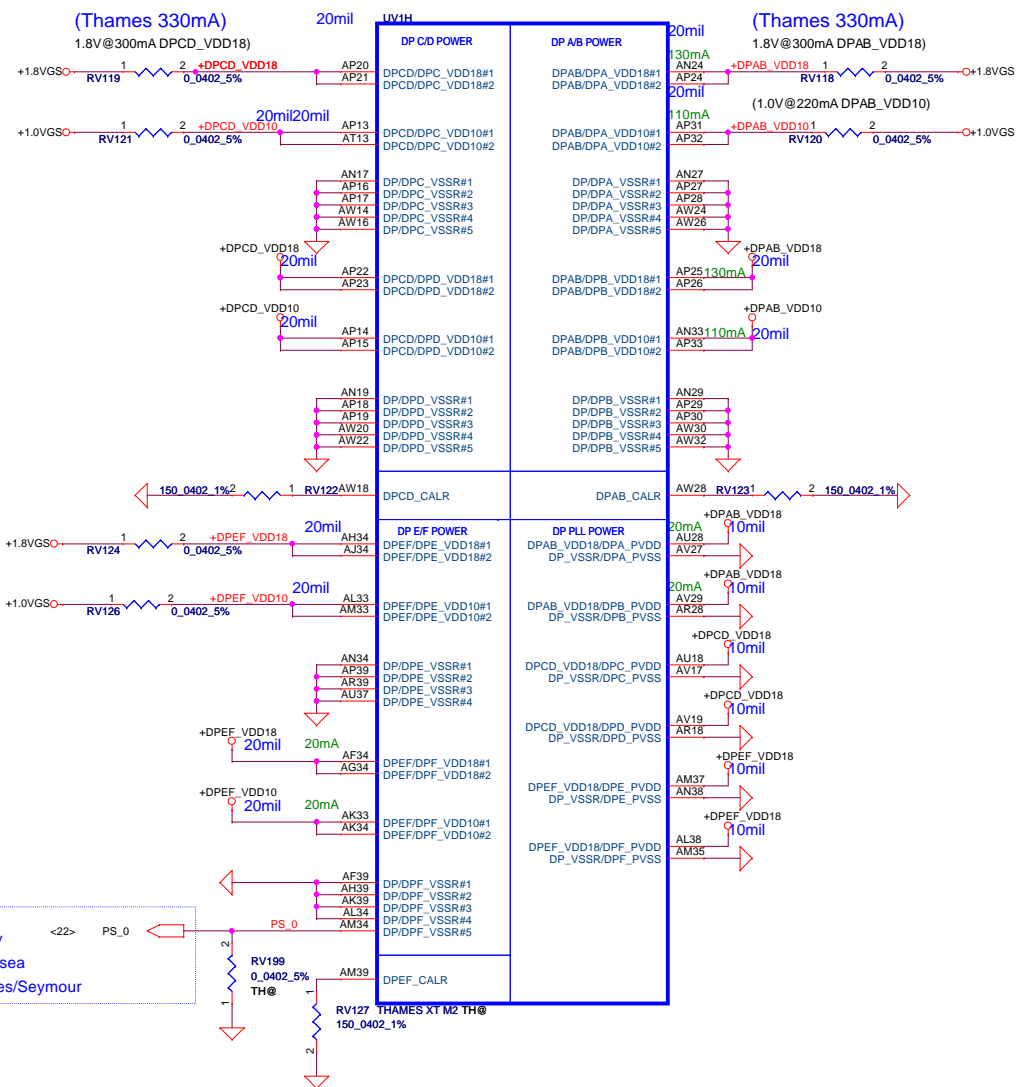 (Thames 330mA)
20mil
UV1H
(Thames 330mA)
1.8V@300mA DPCD_VDD18)
DP C/D POWER
DP A/B POWER
20mil
1.8V@300mA DPAB_VDD18)
130mA
+1.8VGS
1
2
+DPCD_VDD18
RV119
0_0402_5%
AP20
AP21
DPCD/DPC_VDD18#1
DPCD/DPC_VDD18#2
DPAB/DPA_VDD18#1
DPAB/DPA_VDD18#2
AN24
AP24
+DPAB_VDD18
1
2
RV118
0_0402_5%
+1.8VGS
20mil
(1.0V@220mA DPAB_VDD10)
20mil20mil
110mA
+1.0VGS
1
2
+DPCD_VDD10
RV121
0_0402_5%
AP13
AT13
DPCD/DPC_VDD10#1
DPCD/DPC_VDD10#2
DPAB/DPA_VDD10#1
DPAB/DPA_VDD10#2
AP31
AP32
+DPAB_VDD10
1
2
RV120
0_0402_5%
+1.0VGS
AN17
AP16
AP17
AW14
AW16
DP/DPC_VSSR#1
DP/DPC_VSSR#2
DP/DPC_VSSR#3
DP/DPC_VSSR#4
DP/DPC_VSSR#5
DP/DPA_VSSR#1
DP/DPA_VSSR#2
DP/DPA_VSSR#3
DP/DPA_VSSR#4
DP/DPA_VSSR#5
AN27
AP27
AP28
AW24
AW26
+DPCD_VDD18
20mil
AP22
AP23
DPCD/DPD_VDD18#1
DPCD/DPD_VDD18#2
DPAB/DPB_VDD18#1
DPAB/DPB_VDD18#2
AP25
AP26
130mA
+DPAB_VDD18
20mil
+DPCD_VDD10
20mil
AP14
AP15
DPCD/DPD_VDD10#1
DPCD/DPD_VDD10#2
DPAB/DPB_VDD10#1
DPAB/DPB_VDD10#2
AN33
AP33
110mA
+DPAB_VDD10
20mil
AN19
AP18
AP19
AW20
AW22
DP/DPD_VSSR#1
DP/DPD_VSSR#2
DP/DPD_VSSR#3
DP/DPD_VSSR#4
DP/DPD_VSSR#5
DP/DPB_VSSR#1
DP/DPB_VSSR#2
DP/DPB_VSSR#3
DP/DPB_VSSR#4
DP/DPB_VSSR#5
AN29
AP29
AP30
AW30
AW32
150_0402_1%
2
1
RV122
AW18
DPCD_CALR
DPAB_CALR
AW28
RV123
1
2
150_0402_1%
DP E/F POWER
DP PLL POWER
+1.8VGS
1
2
+DPEF_VDD18
RV124
0_0402_5%
20mil
AH34
AJ34
DPEF/DPE_VDD18#1
DPEF/DPE_VDD18#2
DPAB_VDD18/DPA_PVDD
DP_VSSR/DPA_PVSS
20mA
AU28
AV27
+DPAB_VDD18
10mil
+1.0VGS
1
2
+DPEF_VDD10
RV126
0_0402_5%
20mil
AL33
AM33
DPEF/DPE_VDD10#1
DPEF/DPE_VDD10#2
DPAB_VDD18/DPB_PVDD
DP_VSSR/DPB_PVSS
20mA
AV29
AR28
+DPAB_VDD18
10mil
AN34
AP39
AR39
AU37
DP/DPE_VSSR#1
DP/DPE_VSSR#2
DP/DPE_VSSR#3
DP/DPE_VSSR#4
DPCD_VDD18/DPC_PVDD
DP_VSSR/DPC_PVSS
AU18
AV17
+DPCD_VDD18
10mil
DPCD_VDD18/DPD_PVDD
DP_VSSR/DPD_PVSS
AV19
AR18
+DPCD_VDD18
10mil
+DPEF_VDD18
20mil
20mA
AF34
AG34
DPEF/DPF_VDD18#1
DPEF/DPF_VDD18#2
DPEF_VDD18/DPE_PVDD
DP_VSSR/DPE_PVSS
AM37
AN38
+DPEF_VDD18
10mil
+DPEF_VDD10
20mil
20mA
AK33
AK34
DPEF/DPF_VDD10#1
DPEF/DPF_VDD10#2
DPEF_VDD18/DPF_PVDD
DP_VSSR/DPF_PVSS
AL38
AM35
+DPEF_VDD18
10mil
AF39
AH39
AK39
AL34
AM34
DP/DPF_VSSR#1
DP/DPF_VSSR#2
DP/DPF_VSSR#3
DP/DPF_VSSR#4
DP/DPF_VSSR#5
<22>
PS_0
PS_0
sea
es/Seymour
2
1
RV199
0_0402_5%
TH@
AM39
DPEF_CALR
1
2
RV127
150_0402_1%
THAMES XT M2
TH@